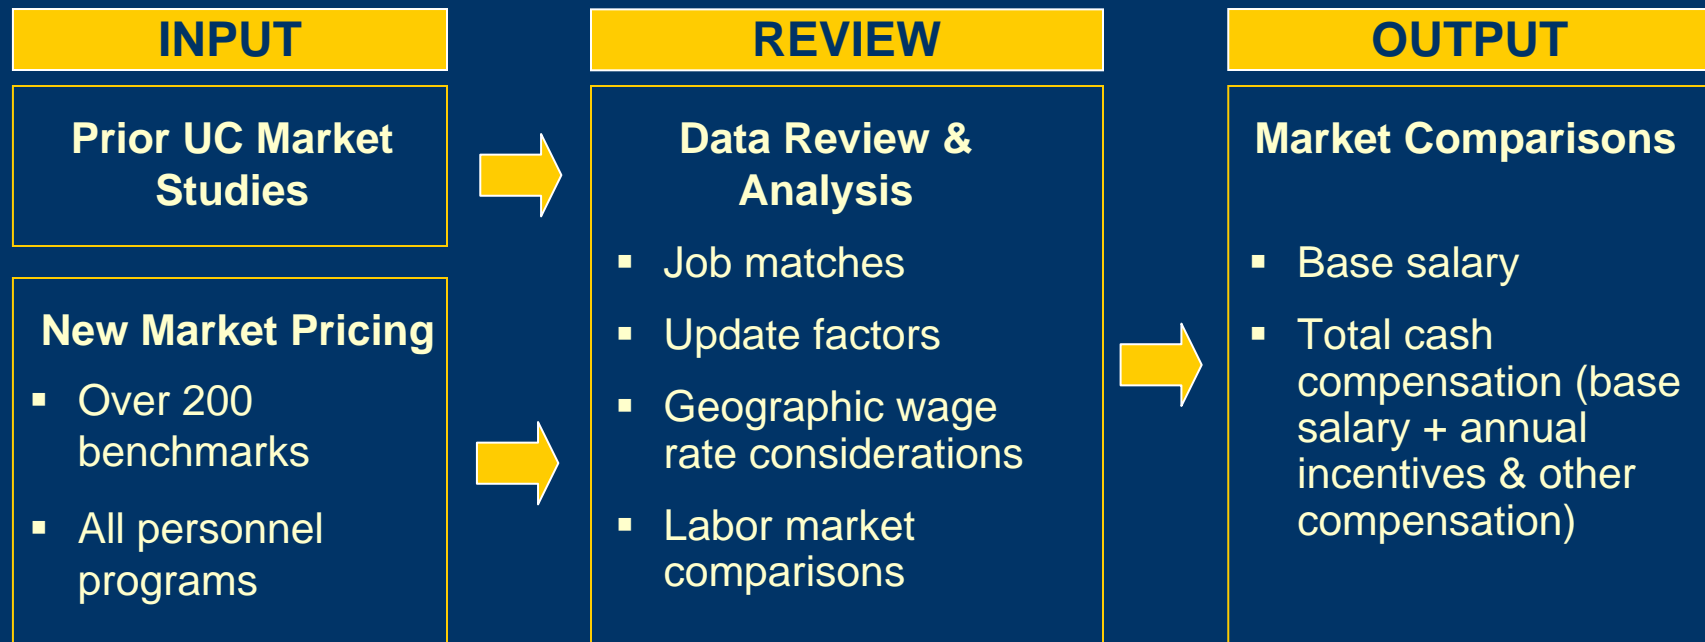 INPUT
Prior UC Market
Studies
New Market Pricing
▪ Over 200
benchmarks
▪ All personnel
programs
REVIEW
Data Review &
Analysis
▪ Job matches
▪ Update factors
▪ Geographic wage
rate considerations
▪ Labor market
comparisons
OUTPUT
Market Comparisons
▪ Base salary
▪ Total cash
compensation (base
salary + annual
incentives & other
compensation)